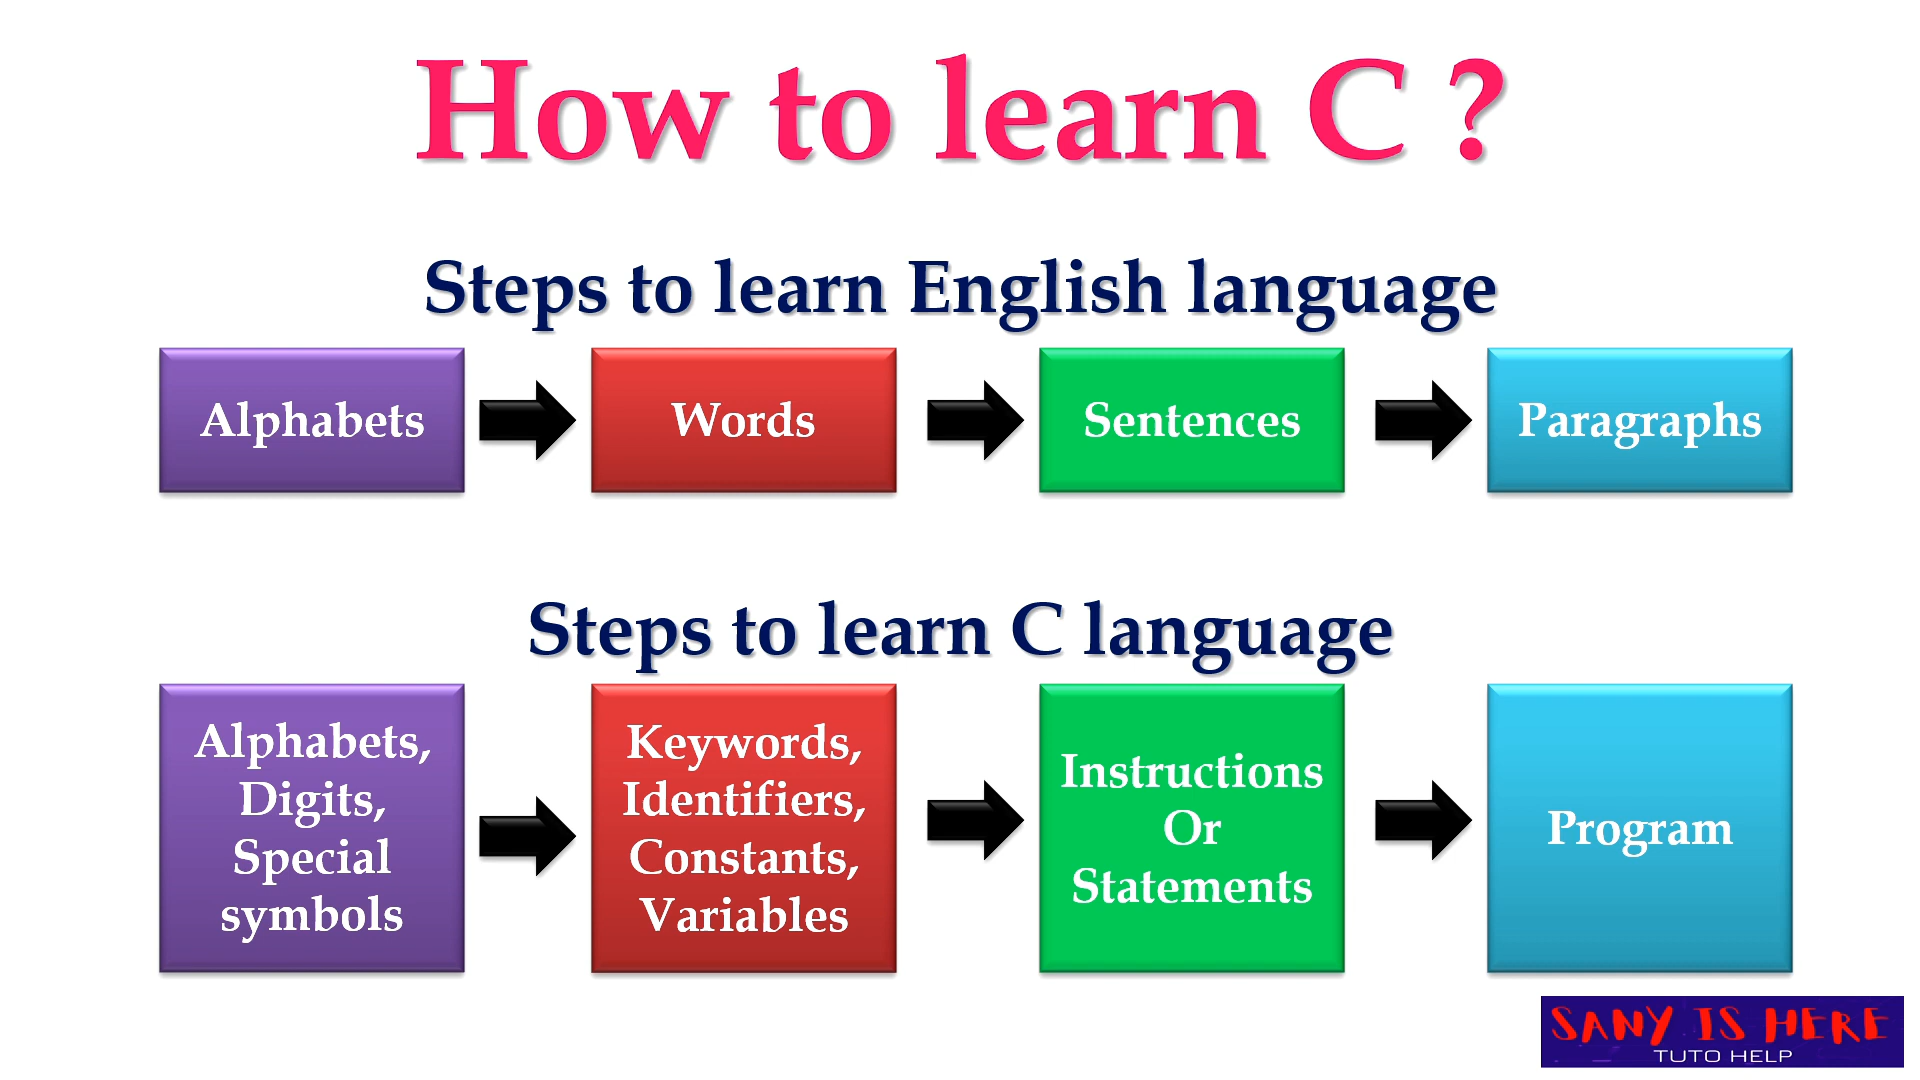 How to learn C ?
Steps to learn English language
Alphabets
Words
Sentences
Paragraphs
Steps to learn C language
Alphabets,
Digits,
Special
symbols
Keywords,
Identifiers,
Constants,
Variables
Instructions
Or
Statements
Program
SANY IS HERE
TUTO HELP